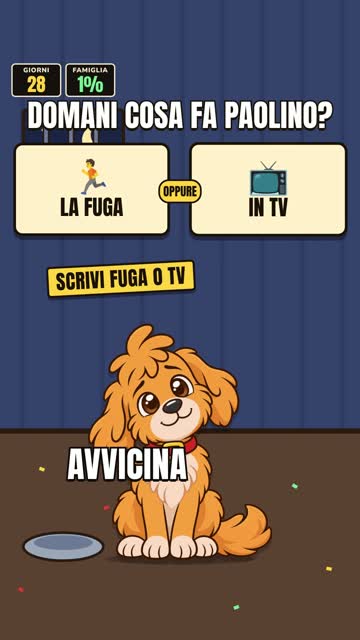 GIORNI
28
FAMIGLIA
1%
DOMANI COSA FA PAOLINO?
LA FUGA
OPPURE
IN TV
SCRIVI FUGA O TV
AVVICINA